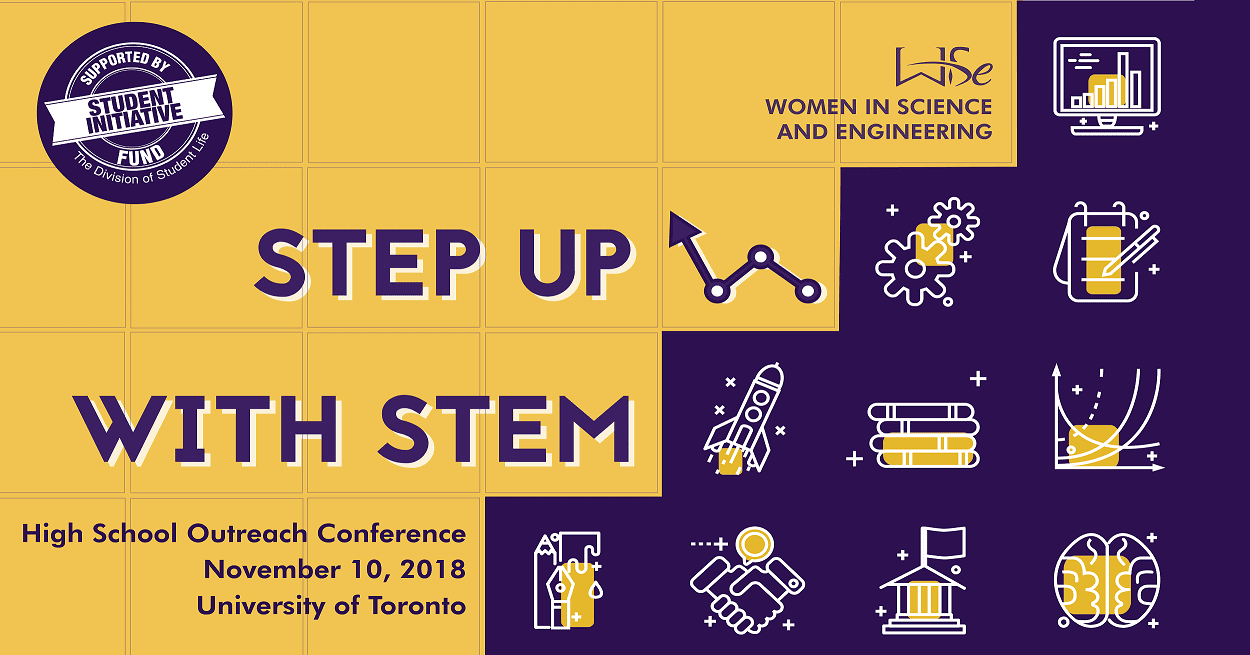 SUPPORTED BY
STUDENT
INITIATIVE
FUND
The Division of Student Life
WISe
WOMEN IN SCIENCE
AND ENGINEERING
STEP UP
WITH STEM
High School Outreach Conference
November 10, 2018
University of Toronto